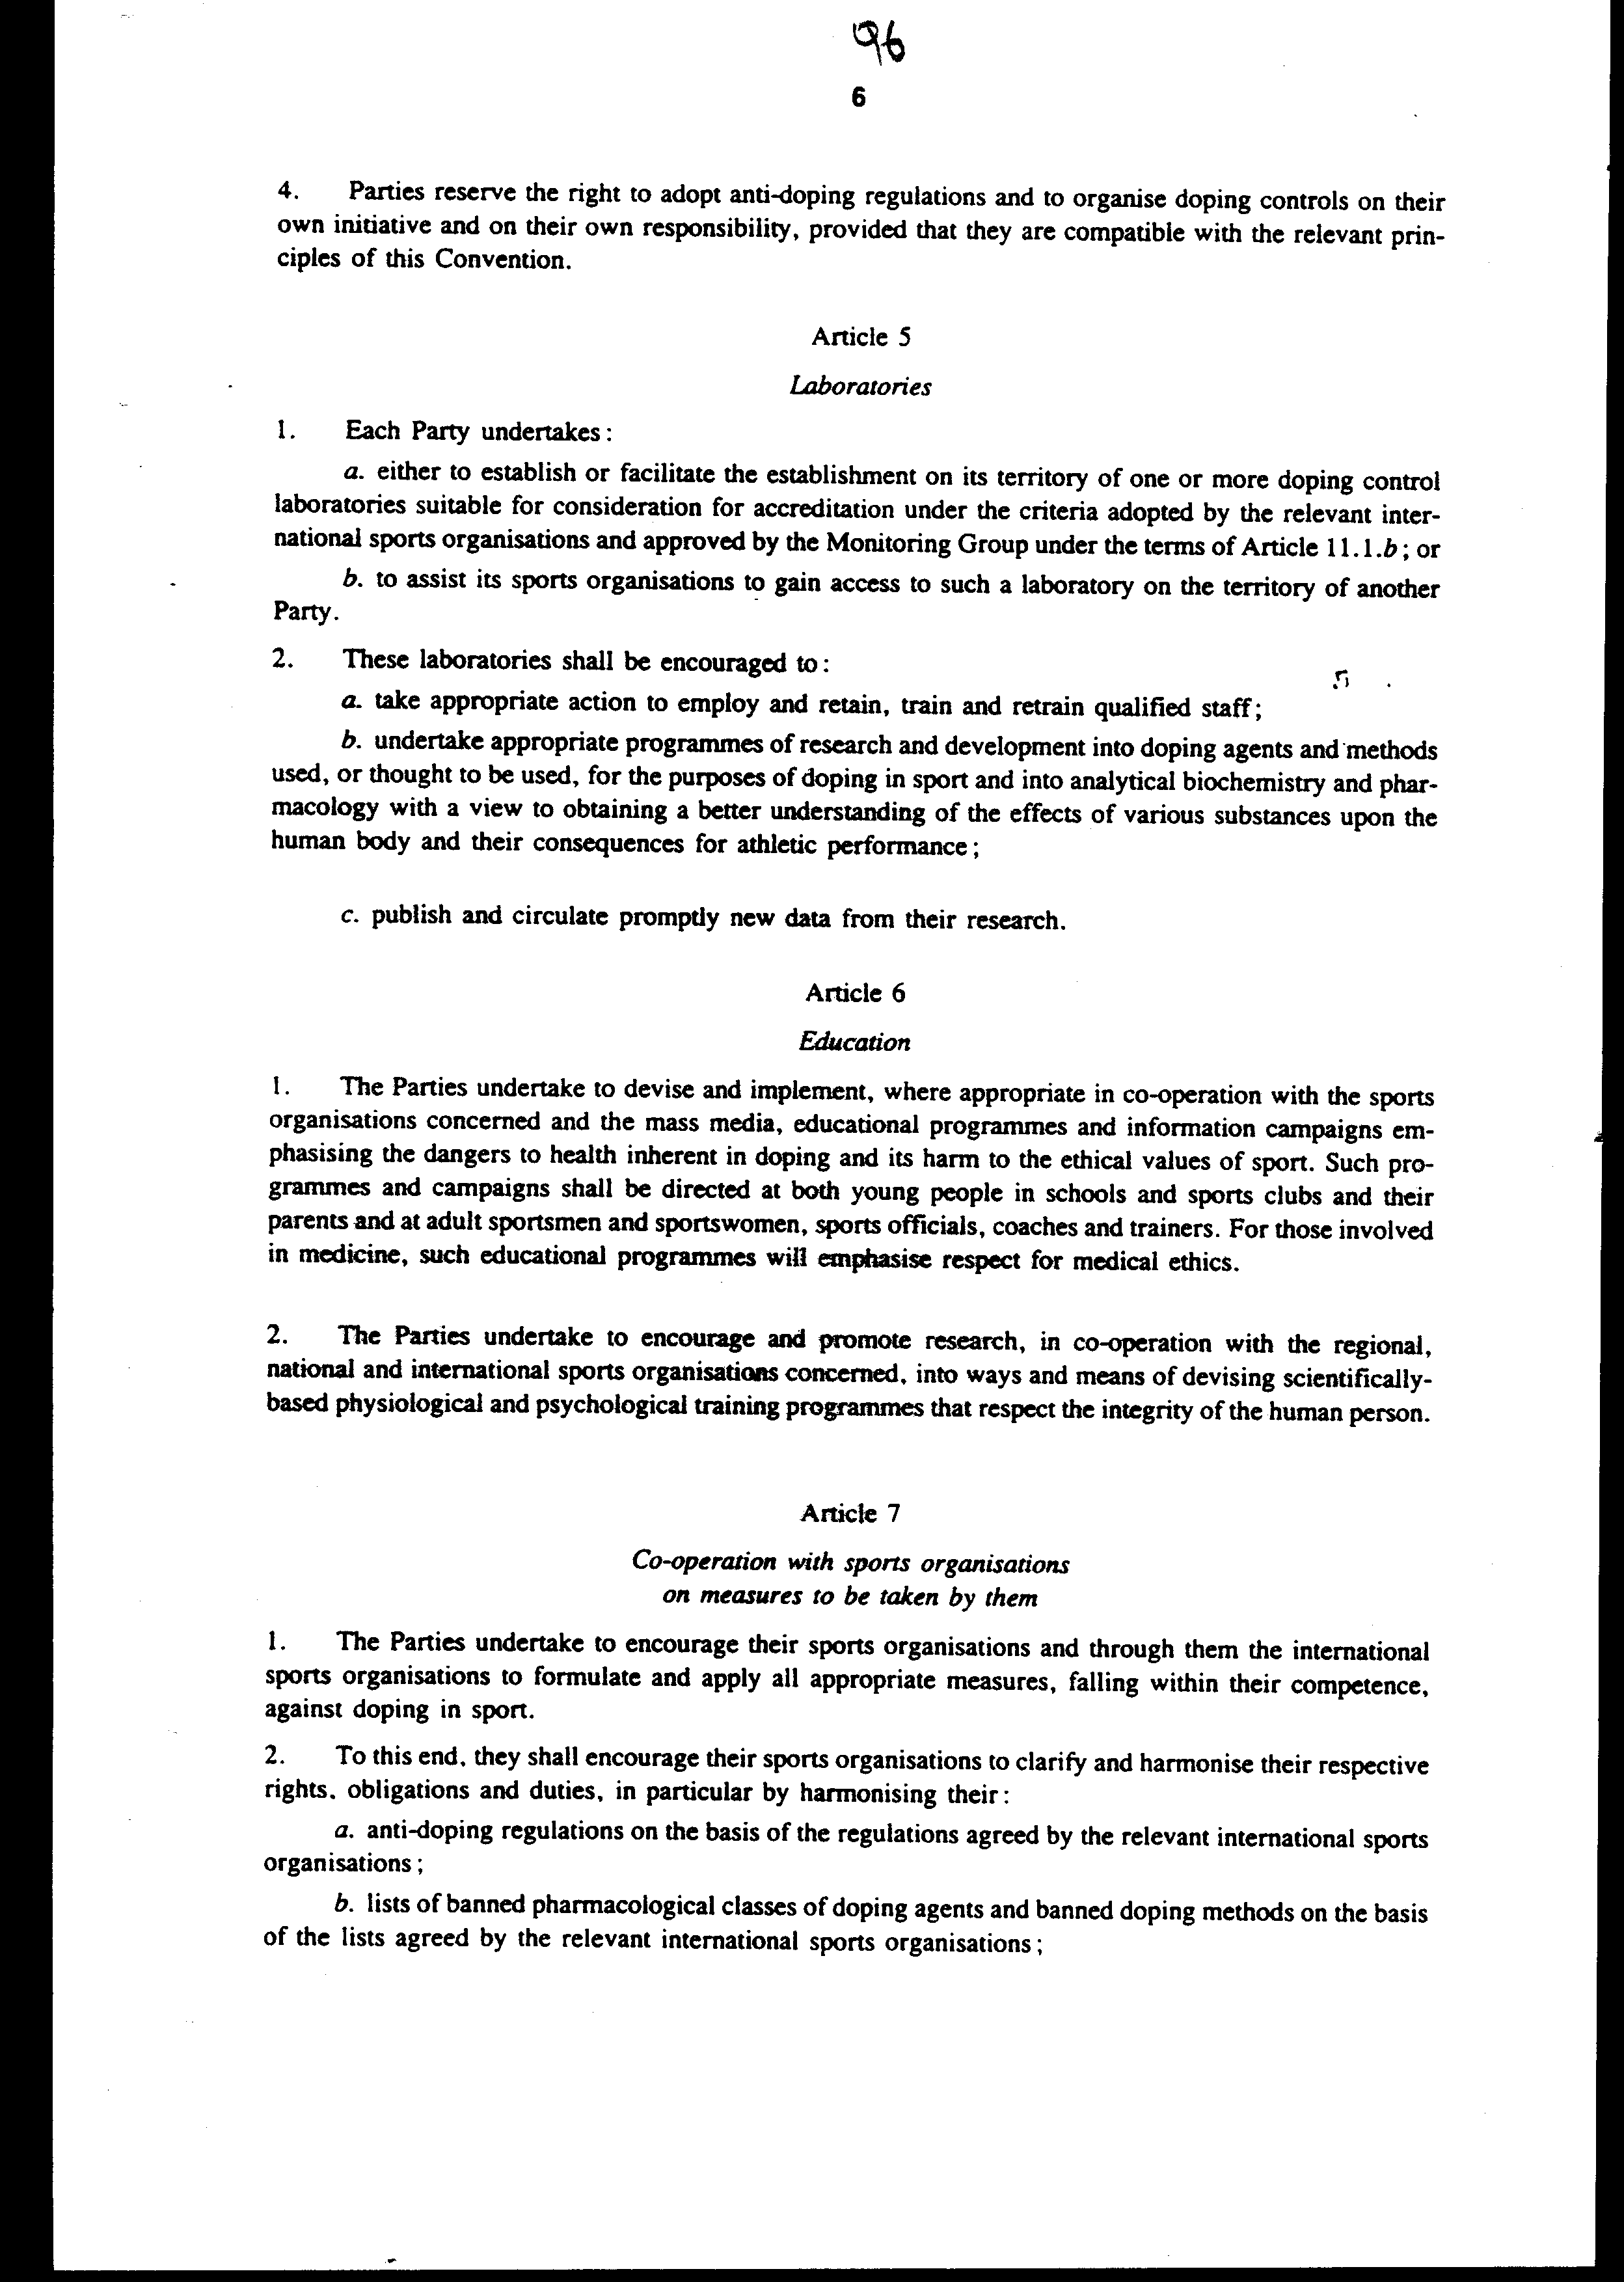 96
6
4. Parties reserve the right to adopt anti-doping regulations and to organise doping controls on their
own initiative and on their own responsibility, provided that they are compatible with the relevant prin-
ciples of this Convention.
Article 5
Laboratories
1. Each Party undertakes:
a. either to establish or facilitate the establishment on its territory of one or more doping control
laboratories suitable for consideration for accreditation under the criteria adopted by the relevant inter-
national sports organisations and approved by the Monitoring Group under the terms of Article 11.1.b; or
b. to assist its sports organisations to gain access to such a laboratory on the territory of another
Party.
2. These laboratories shall be encouraged to:
a. take appropriate action to employ and retain, train and retrain qualified staff;
b. undertake appropriate programmes of research and development into doping agents and methods
used, or thought to be used, for the purposes of doping in sport and into analytical biochemistry and phar-
macology with a view to obtaining a better understanding of the effects of various substances upon the
human body and their consequences for athletic performance;
c. publish and circulate promptly new data from their research.
Article 6
Education
1. The Parties undertake to devise and implement, where appropriate in co-operation with the sports
organisations concerned and the mass media, educational programmes and information campaigns em-
phasising the dangers to health inherent in doping and its harm to the ethical values of sport. Such pro-
grammes and campaigns shall be directed at both young people in schools and sports clubs and their
parents and at adult sportsmen and sportswomen, sports officials, coaches and trainers. For those involved
in medicine, such educational programmes will emphasise respect for medical ethics.
2. The Parties undertake to encourage and promote research, in co-operation with the regional,
national and international sports organisations concerned, into ways and means of devising scientifically-
based physiological and psychological training programmes that respect the integrity of the human person.
Article 7
Co-operation with sports organisations
on measures to be taken by them
1. The Parties undertake to encourage their sports organisations and through them the international
sports organisations to formulate and apply all appropriate measures, falling within their competence,
against doping in sport.
2. To this end, they shall encourage their sports organisations to clarify and harmonise their respective
rights, obligations and duties, in particular by harmonising their:
a. anti-doping regulations on the basis of the regulations agreed by the relevant international sports
organisations;
b. lists of banned pharmacological classes of doping agents and banned doping methods on the basis
of the lists agreed by the relevant international sports organisations;